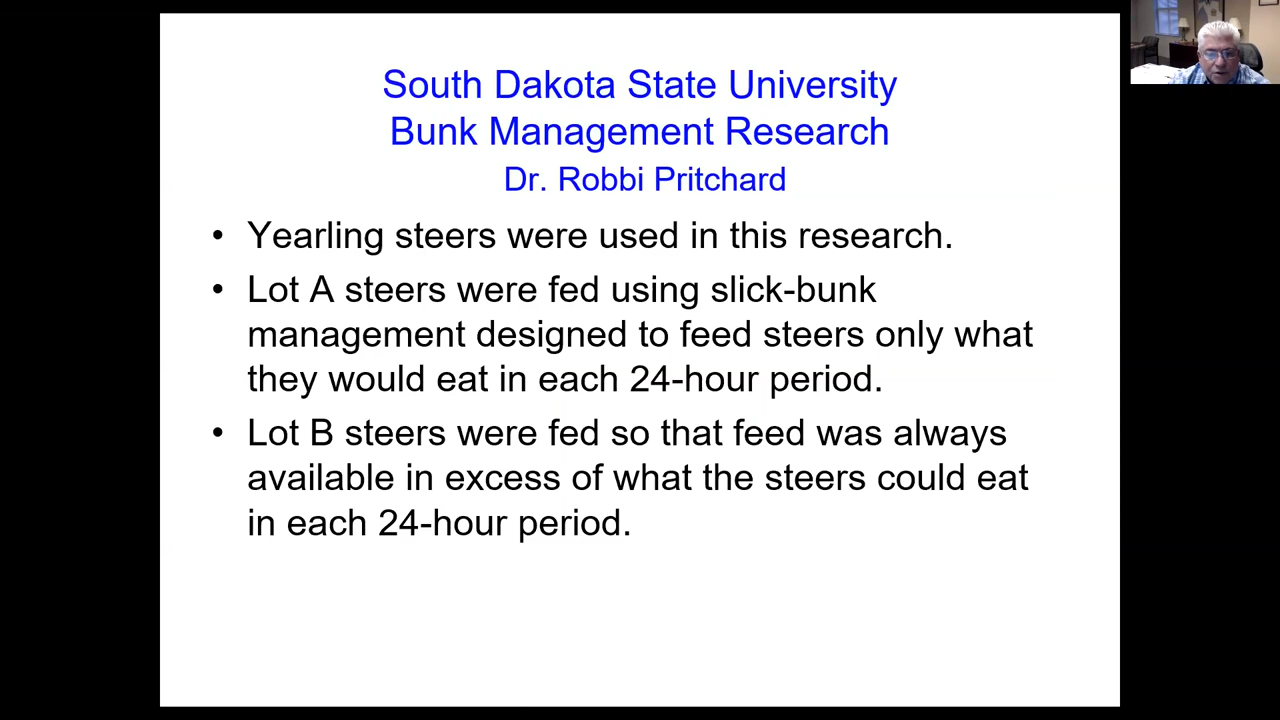 South Dakota State University
Bunk Management Research
Dr. Robbi Pritchard
• Yearling steers were used in this research.
• Lot A steers were fed using slick-bunk
management designed to feed steers only what
they would eat in each 24-hour period.
• Lot B steers were fed so that feed was always
available in excess of what the steers could eat
in each 24-hour period.